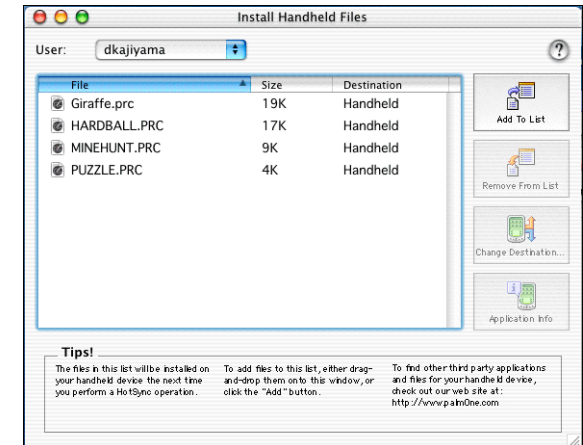 Install Handheld Files
User: dkajiyama
?
File Size Destination
Giraffe.prc 19K Handheld
HARDBALL.PRC 17K Handheld
MINEHUNT.PRC 9K Handheld
PUZZLE.PRC 4K Handheld
Add To List
Remove From List
Change Destination...
Application Info
Tips!
The files in this list will be installed on
your handheld device the next time
you perform a HotSync operation.
To add files to this list, either drag-
and-drop them onto this window, or
click the "Add" button.
To find other third party applications
and files for your handheld device,
check out our web site at:
http://www.palmOne.com